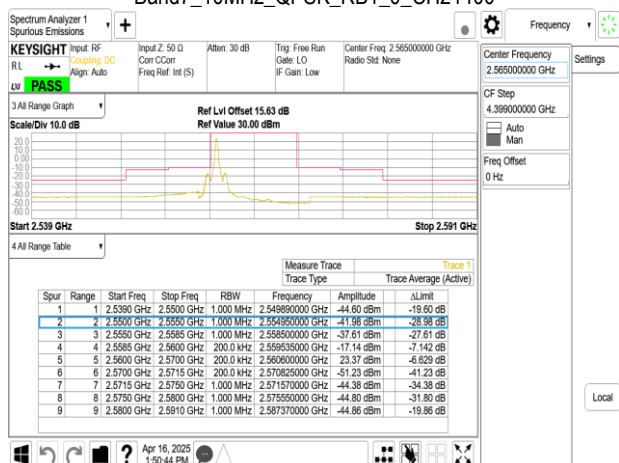 Spectrum Analyzer 1
Spurious Emissions
+
Frequency
KEYSIGHT Input: RF
RL
Coupling: DC
Align: Auto
Input Z: 50 Ω
Corr CCorr
Freq Ref: Int (S)
Atten: 30 dB
Trig: Free Run
Gate: LO
IF Gain: Low
Center Freq: 2.565000000 GHz
Radio Std: None
LXI PASS
Center Frequency
2.565000000 GHz
Settings
CF Step
4.399000000 GHz
Auto
Man
Freq Offset
0 Hz
3 All Range Graph
Scale/Div 10.0 dB
Ref Lvl Offset 15.63 dB
Ref Value 30.00 dBm
20.0
10.0
0.00
-10.0
-20.0
-30.0
-40.0
-50.0
-60.0
Start 2.539 GHz Stop 2.591 GHz
4 All Range Table
Measure Trace Trace 1
Trace Type Trace Average (Active)
Spur Range Start Freq Stop Freq RBW Frequency Amplitude ΔLimit
1 1 2.5390 GHz 2.5500 GHz 1.000 MHz 2.549890000 GHz -44.60 dBm -19.60 dB
2 2 2.5500 GHz 2.5550 GHz 1.000 MHz 2.554950000 GHz -41.98 dBm -28.98 dB
3 3 2.5550 GHz 2.5585 GHz 1.000 MHz 2.558500000 GHz -37.61 dBm -27.61 dB
4 4 2.5585 GHz 2.5600 GHz 200.0 kHz 2.559535000 GHz -17.14 dBm -7.142 dB
5 5 2.5600 GHz 2.5700 GHz 200.0 kHz 2.560600000 GHz 23.37 dBm -6.629 dB
6 6 2.5700 GHz 2.5715 GHz 200.0 kHz 2.570825000 GHz -51.23 dBm -41.23 dB
7 7 2.5715 GHz 2.5750 GHz 1.000 MHz 2.571570000 GHz -44.38 dBm -34.38 dB
8 8 2.5750 GHz 2.5800 GHz 1.000 MHz 2.575550000 GHz -44.80 dBm -31.80 dB
9 9 2.5800 GHz 2.5910 GHz 1.000 MHz 2.587370000 GHz -44.86 dBm -19.86 dB
Local
?
Apr 16, 2025
1:50:44 PM